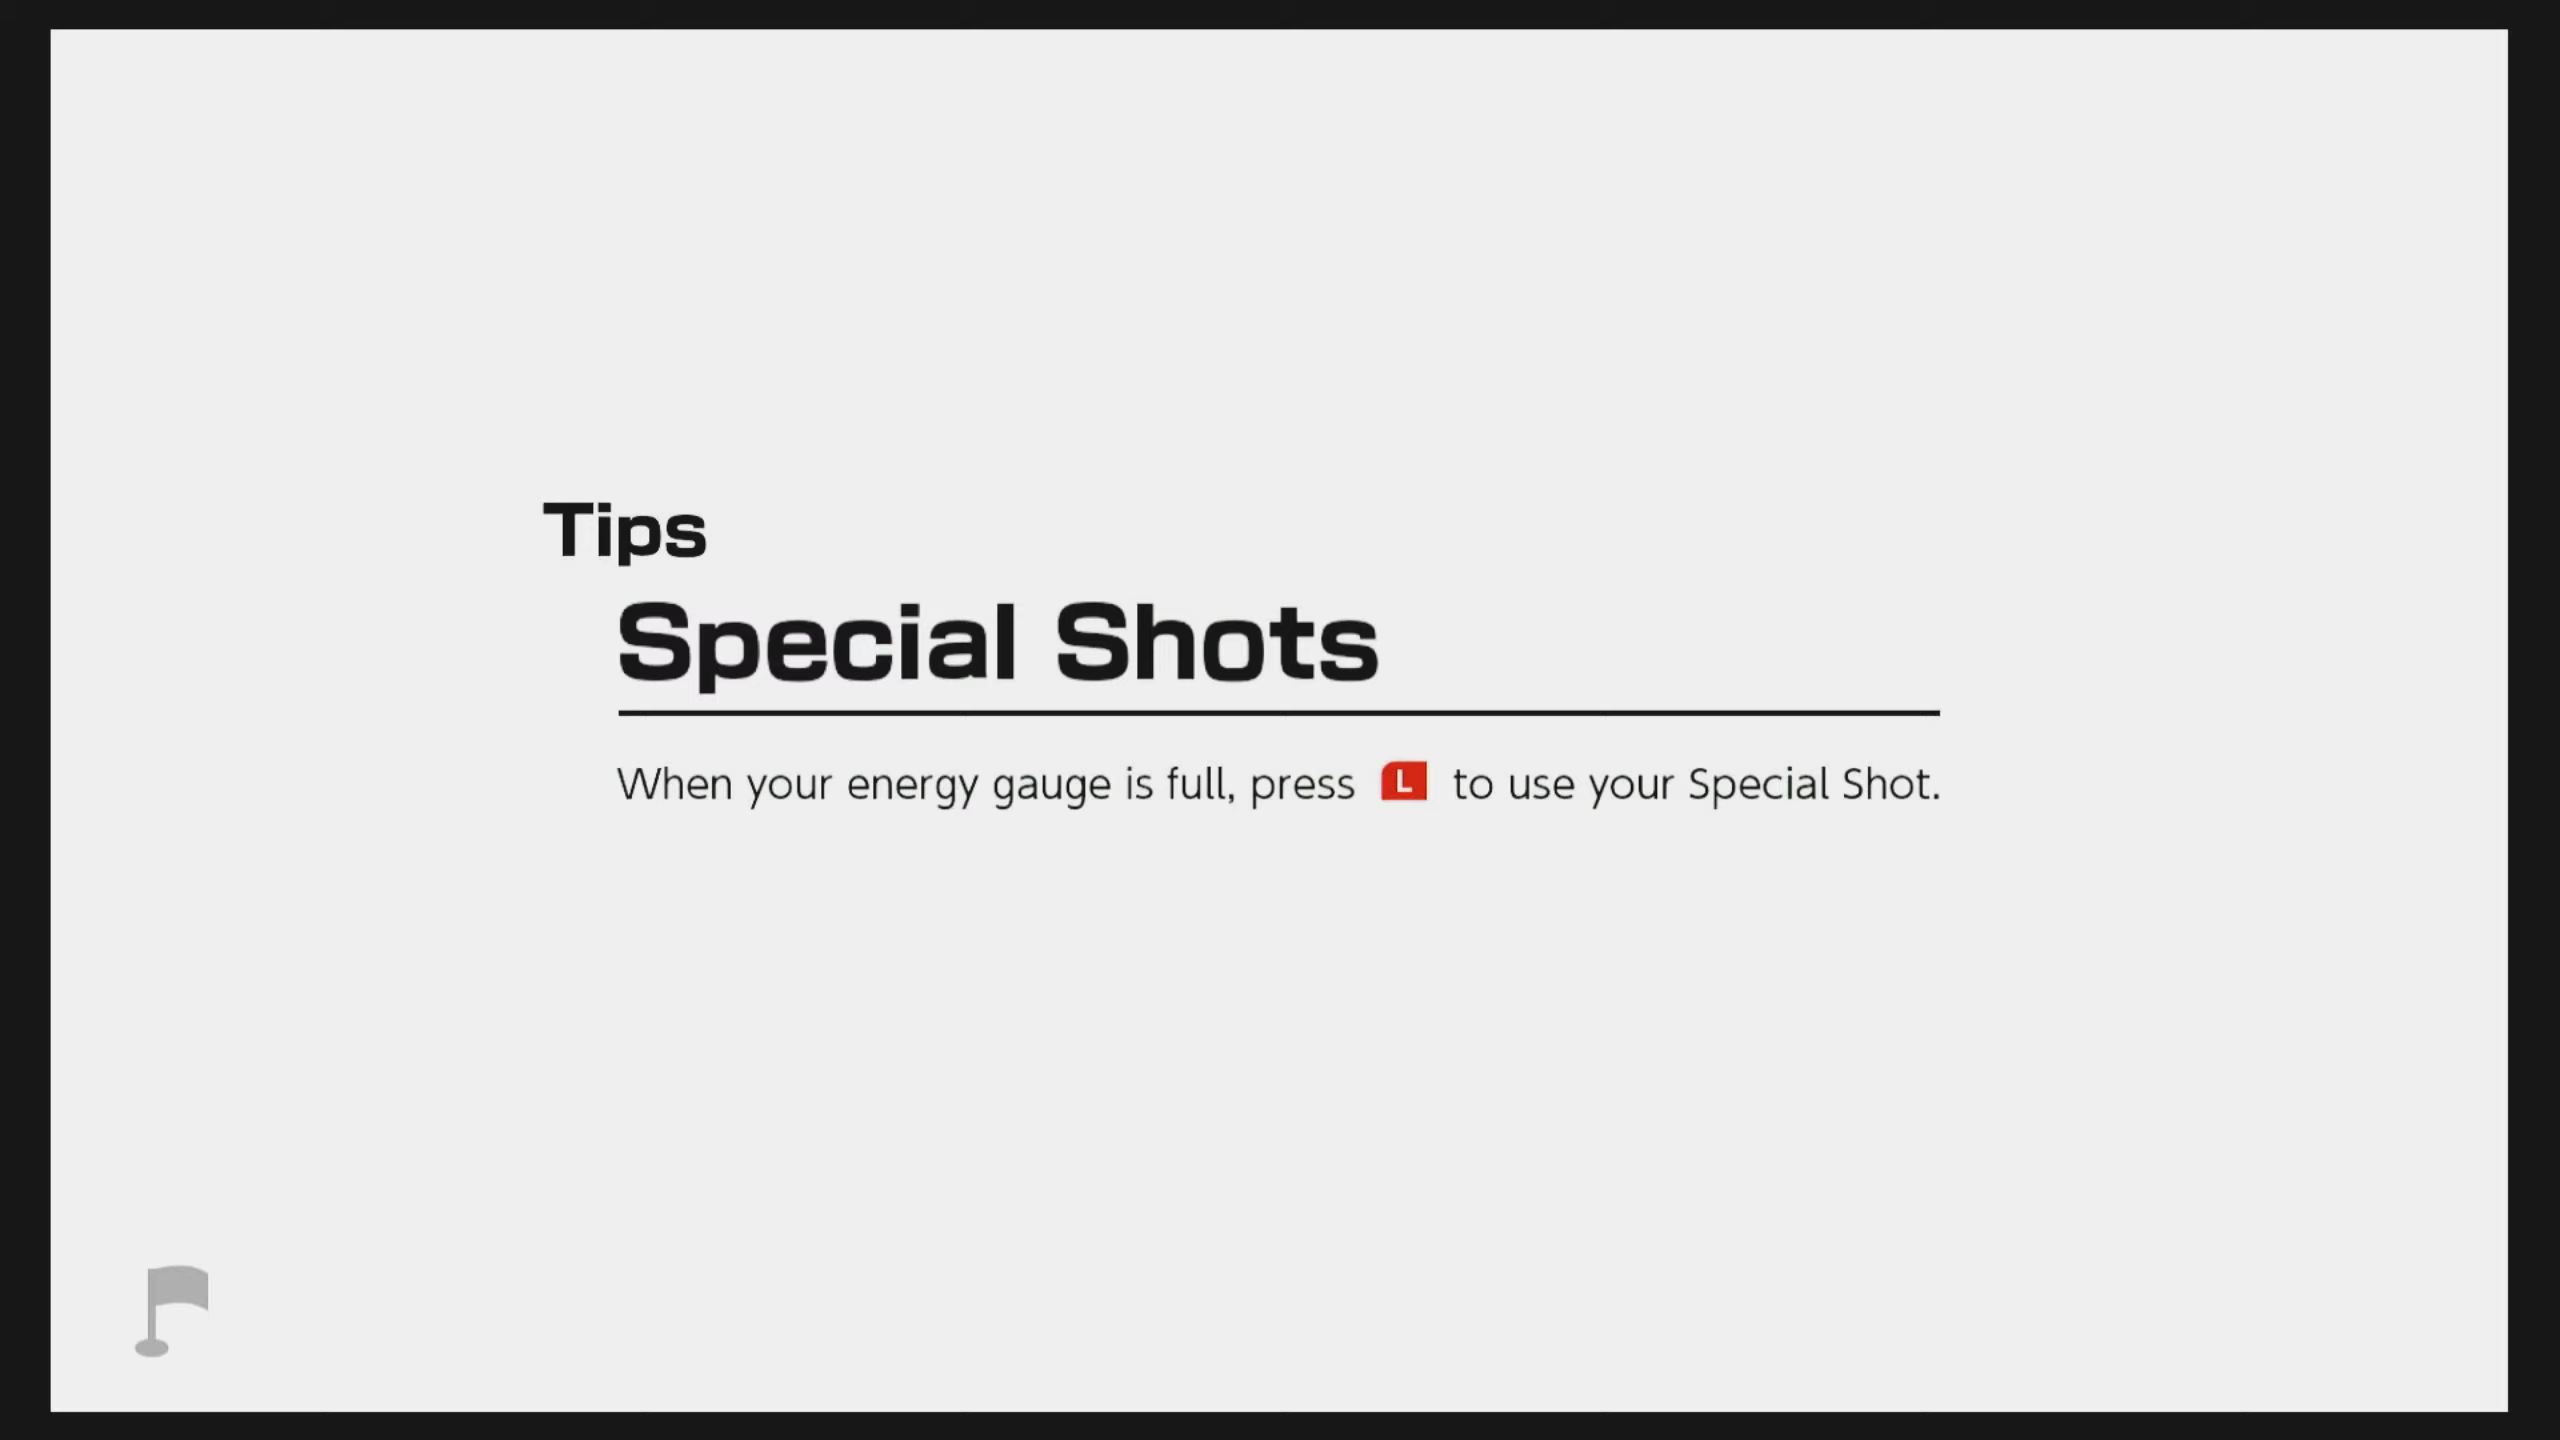 Tips
Special Shots
When your energy gauge is full, press L to use your Special Shot.